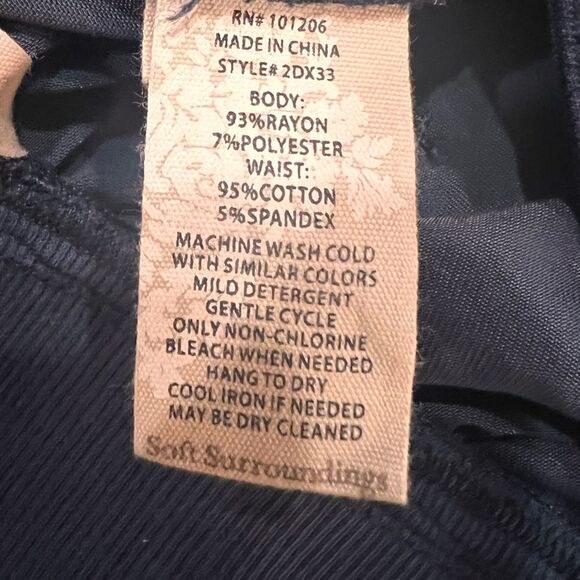 RN# 101206
MADE IN CHINA
STYLE# 2DX33
BODY:
93%RAYON
7%POLYESTER
WAIST:
95%COTTON
5%SPANDEX
MACHINE WASH COLD
WITH SIMILAR COLORS
MILD DETERGENT
GENTLE CYCLE
ONLY NON-CHLORINE
BLEACH WHEN NEEDED
HANG TO DRY
COOL IRON IF NEEDED
MAY BE DRY CLEANED
Soft Surroundings